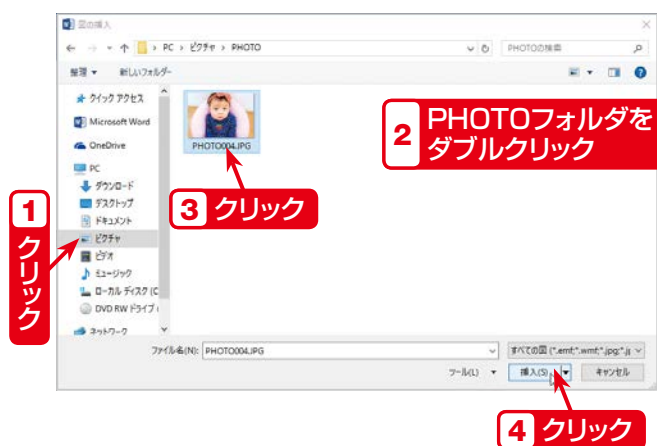 図の挿入
PC › ピクチャ › PHOTO
PHOTOの検索
整理 ▼ 新しいフォルダー
クイック アクセス
Microsoft Word
OneDrive
PC
ダウンロード
デスクトップ
ドキュメント
ピクチャ
ビデオ
ミュージック
ローカル ディスク (C
DVD RW ドライブ (
ネットワーク
PHOTO004.JPG
1 クリック
2 PHOTOフォルダを
ダブルクリック
3 クリック
ファイル名(N): PHOTO004.JPG
すべての図 (*.emf;*.wmf;*.jpg;*.j
ツール(L) ▼ 挿入(S) ▼ キャンセル
4 クリック